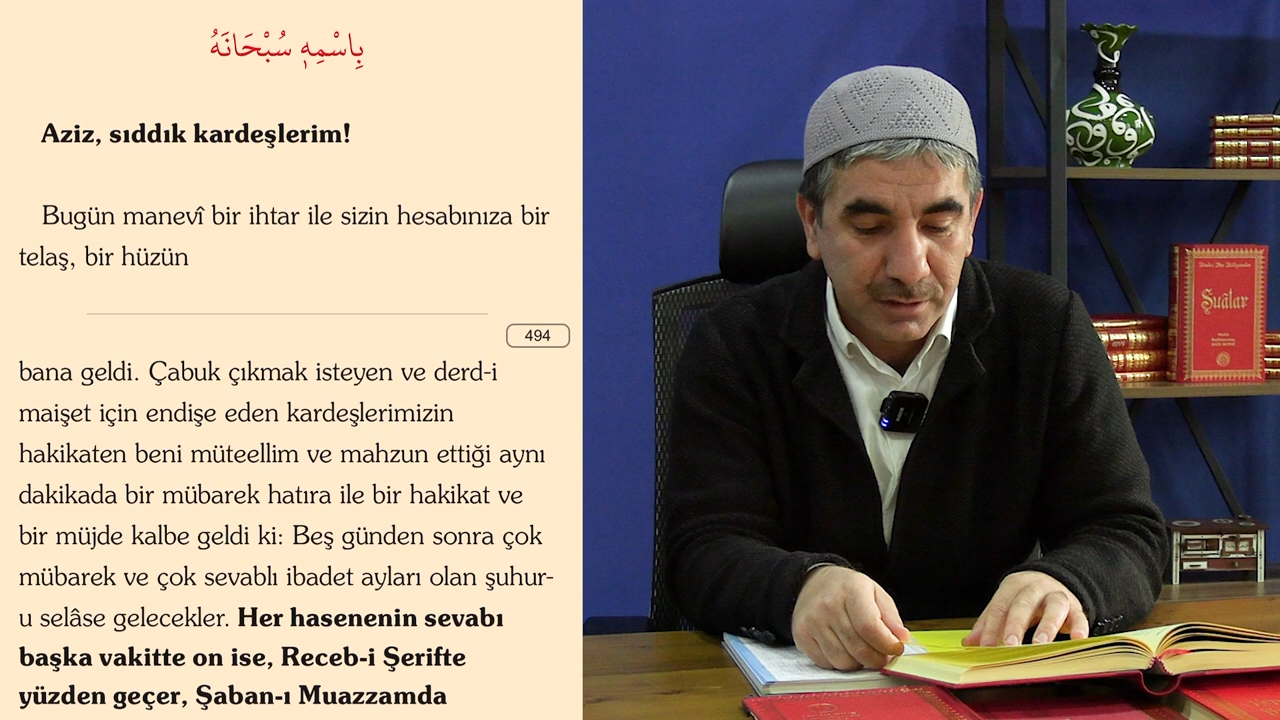 بِاسْمِهٖ سُبْحَانَهُ
Aziz, sıddık kardeşlerim!
Bugün manevî bir ihtar ile sizin hesabınıza bir
telaş, bir hüzün
494
bana geldi. Çabuk çıkmak isteyen ve derd-i
maişet için endişe eden kardeşlerimizin
hakikaten beni müteellim ve mahzun ettiği aynı
dakikada bir mübarek hatıra ile bir hakikat ve
bir müjde kalbe geldi ki: Beş günden sonra çok
mübarek ve çok sevablı ibadet ayları olan şuhur-
u selâse gelecekler. Her hasenenin sevabı
başka vakitte on ise, Receb-i Şerifte
yüzden geçer, Şaban-ı Muazzamda
Şuâlar